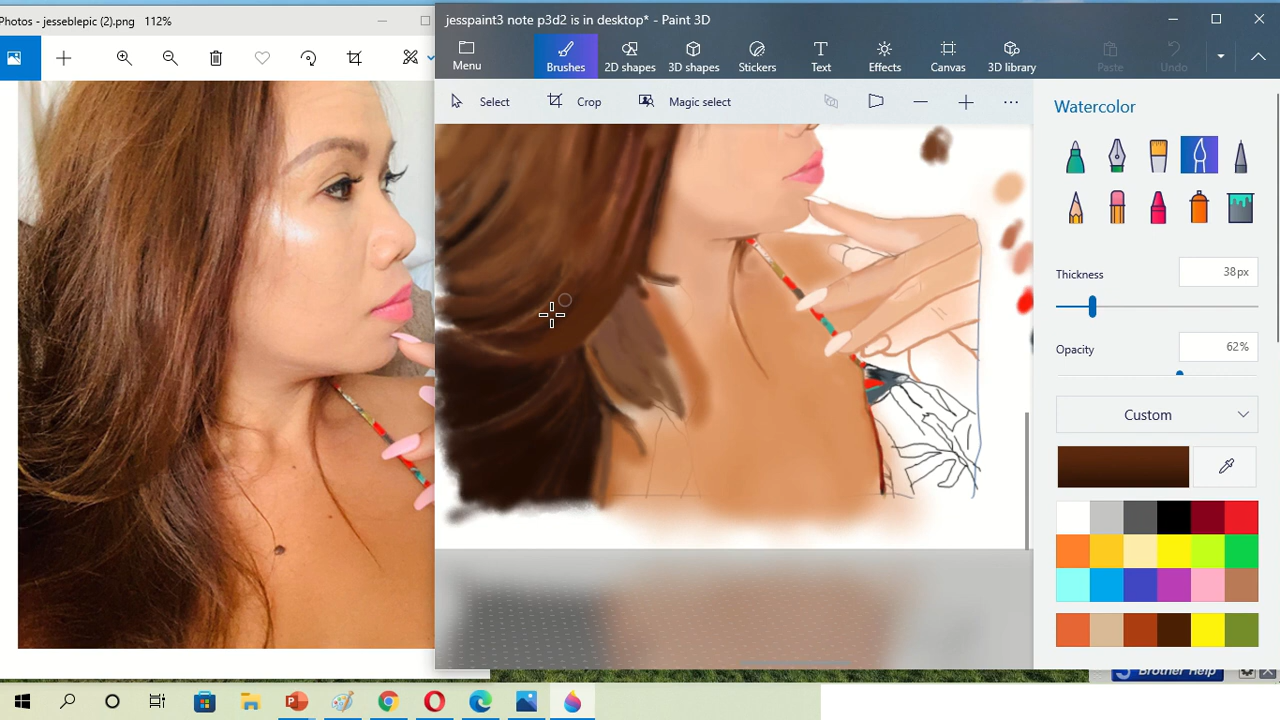 Photos - jesseblepic (2).png   112%
jesspaint3 note p3d2 is in desktop* - Paint 3D
Menu
Brushes
2D shapes
3D shapes
Stickers
Text
Effects
Canvas
3D library
Paste
Undo
Select
Crop
Magic select
Watercolor
Thickness
38px
Opacity
62%
Custom
Brother Help